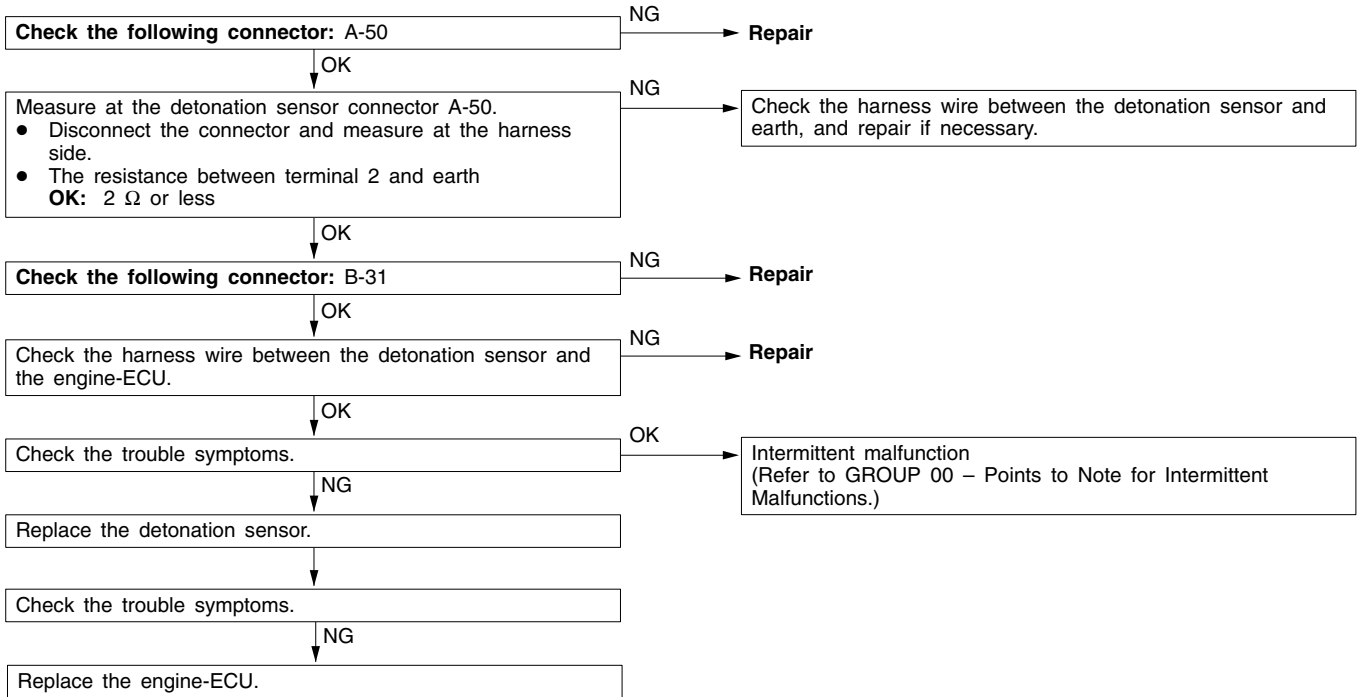 NG
Check the following connector: A-50
Repair
OK
NG
Measure at the detonation sensor connector A-50.
● Disconnect the connector and measure at the harness
side.
● The resistance between terminal 2 and earth
OK: 2 Ω or less
Check the harness wire between the detonation sensor and
earth, and repair if necessary.
OK
NG
Check the following connector: B-31
Repair
OK
NG
Check the harness wire between the detonation sensor and
the engine-ECU.
Repair
OK
OK
Check the trouble symptoms.
Intermittent malfunction
(Refer to GROUP 00 – Points to Note for Intermittent
Malfunctions.)
NG
Replace the detonation sensor.
Check the trouble symptoms.
NG
Replace the engine-ECU.